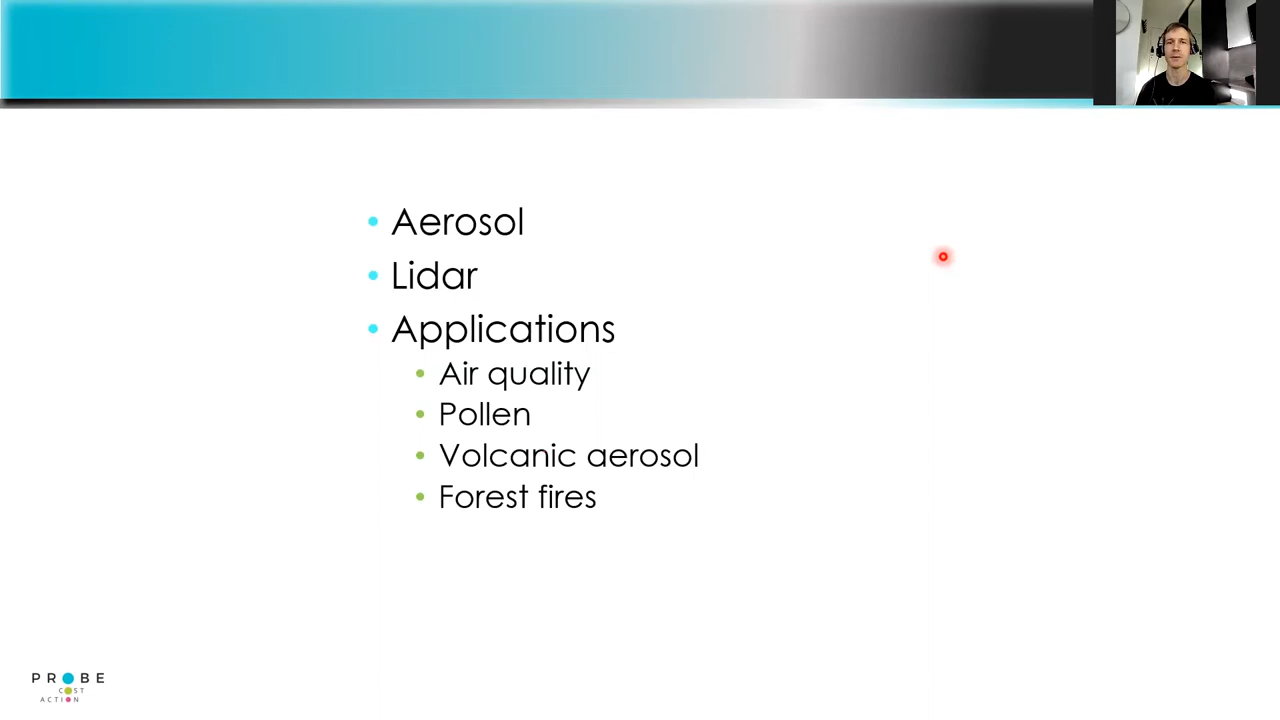 • Aerosol
• Lidar
• Applications
• Air quality
• Pollen
• Volcanic aerosol
• Forest fires
PROBE
COST
ACTION